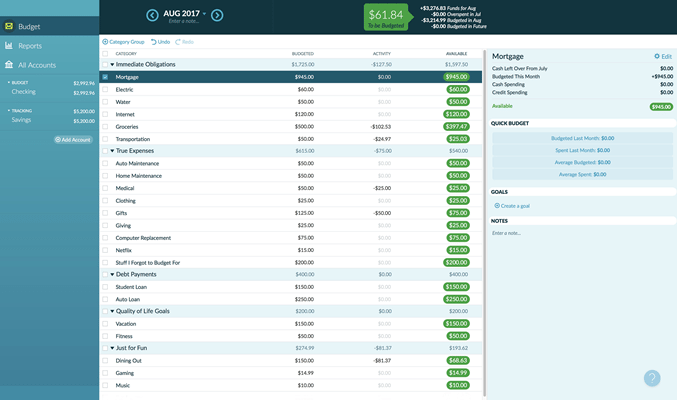 Budget
Reports
All Accounts
BUDGET $2,992.96
Checking $2,992.96
TRACKING $5,200.00
Savings $5,200.00
Add Account
AUG 2017
Enter a note...
$61.84
To be Budgeted
+$3,276.83 Funds for Aug
-$0.00 Overspent in Jul
-$3,214.99 Budgeted in Aug
-$0.00 Budgeted in Future
Category Group Undo Redo
CATEGORY BUDGETED ACTIVITY AVAILABLE
Immediate Obligations $1,725.00 -$127.50 $1,597.50
Mortgage $945.00 $0.00 $945.00
Electric $60.00 $0.00 $60.00
Water $50.00 $0.00 $50.00
Internet $120.00 $0.00 $120.00
Groceries $500.00 -$102.53 $397.47
Transportation $50.00 -$24.97 $25.03
True Expenses $615.00 -$75.00 $540.00
Auto Maintenance $50.00 $0.00 $50.00
Home Maintenance $50.00 $0.00 $50.00
Medical $50.00 -$25.00 $25.00
Clothing $25.00 $0.00 $25.00
Gifts $125.00 -$50.00 $75.00
Giving $25.00 $0.00 $25.00
Computer Replacement $75.00 $0.00 $75.00
Netflix $15.00 $0.00 $15.00
Stuff I Forgot to Budget For $200.00 $0.00 $200.00
Debt Payments $400.00 $0.00 $400.00
Student Loan $150.00 $0.00 $150.00
Auto Loan $250.00 $0.00 $250.00
Quality of Life Goals $200.00 $0.00 $200.00
Vacation $150.00 $0.00 $150.00
Fitness $50.00 $0.00 $50.00
Just for Fun $274.99 -$81.37 $193.62
Dining Out $150.00 -$81.37 $68.63
Gaming $14.99 $0.00 $14.99
Music $10.00 $0.00 $10.00
Mortgage Edit
Cash Left Over From July $0.00
Budgeted This Month +$945.00
Cash Spending $0.00
Credit Spending $0.00
Available $945.00
QUICK BUDGET
Budgeted Last Month: $0.00
Spent Last Month: $0.00
Average Budgeted: $0.00
Average Spent: $0.00
GOALS
Create a goal
NOTES
Enter a note...
?